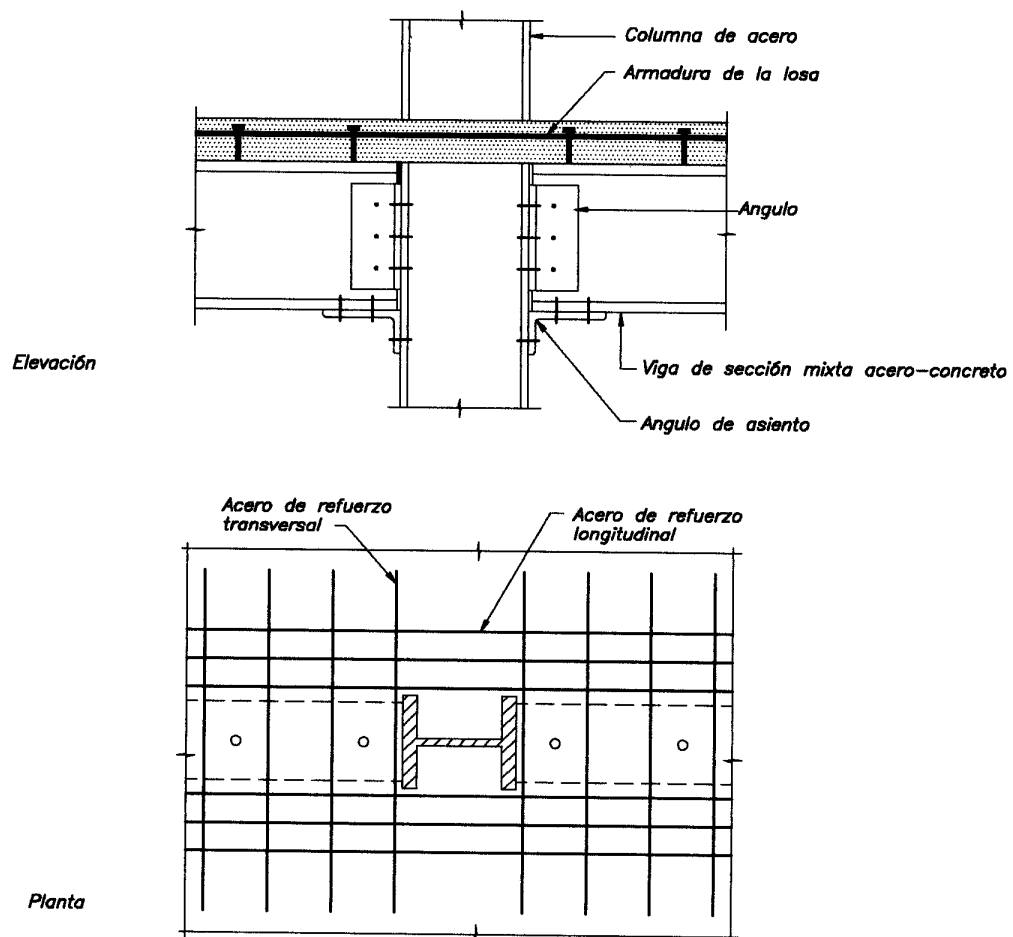 Columna de acero
Armadura de la losa
Angulo
Elevación
Viga de sección mixta acero-concreto
Angulo de asiento
Acero de refuerzo
transversal
Acero de refuerzo
longitudinal
Planta